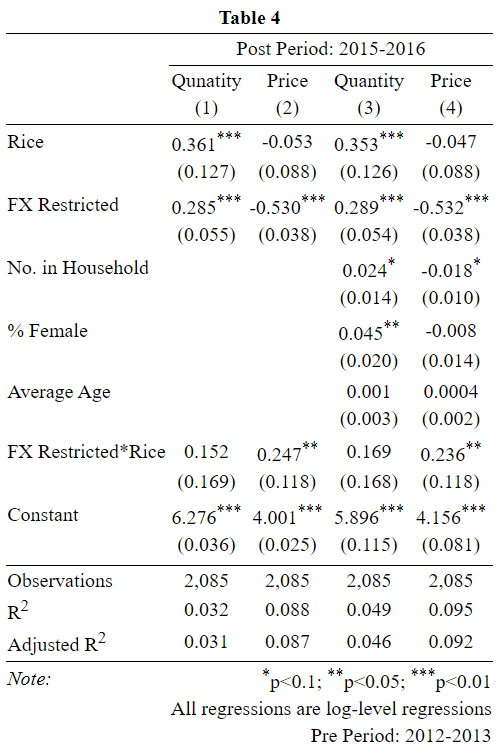 Table 4
Post Period: 2015-2016
Qunatity Price Quantity Price
(1) (2) (3) (4)
Rice 0.361*** -0.053 0.353*** -0.047
(0.127) (0.088) (0.126) (0.088)
FX Restricted 0.285*** -0.530*** 0.289*** -0.532***
(0.055) (0.038) (0.054) (0.038)
No. in Household 0.024* -0.018*
(0.014) (0.010)
% Female 0.045** -0.008
(0.020) (0.014)
Average Age 0.001 0.0004
(0.003) (0.002)
FX Restricted*Rice 0.152 0.247** 0.169 0.236**
(0.169) (0.118) (0.168) (0.118)
Constant 6.276*** 4.001*** 5.896*** 4.156***
(0.036) (0.025) (0.115) (0.081)
Observations 2,085 2,085 2,085 2,085
R2 0.032 0.088 0.049 0.095
Adjusted R2 0.031 0.087 0.046 0.092
Note: *p<0.1; **p<0.05; ***p<0.01
All regressions are log-level regressions
Pre Period: 2012-2013